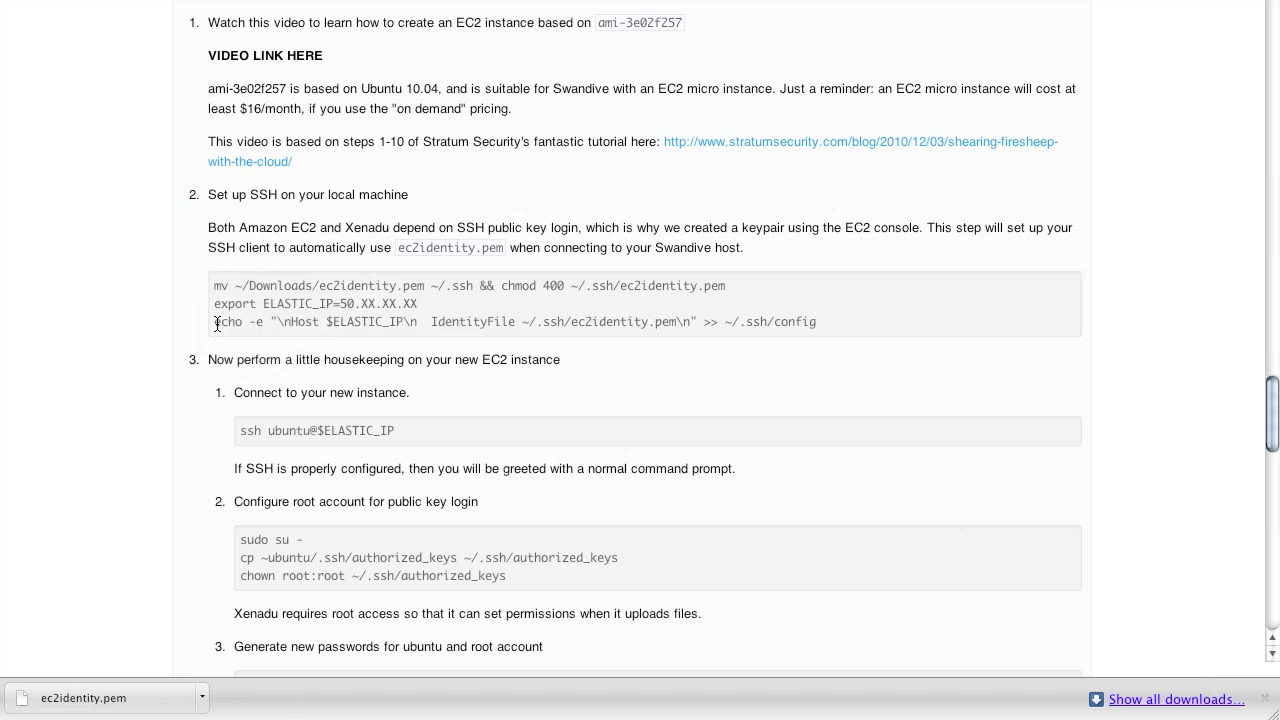 1. Watch this video to learn how to create an EC2 instance based on ami-3e02f257
VIDEO LINK HERE
ami-3e02f257 is based on Ubuntu 10.04, and is suitable for Swandive with an EC2 micro instance. Just a reminder: an EC2 micro instance will cost at
least $16/month, if you use the "on demand" pricing.
This video is based on steps 1-10 of Stratum Security's fantastic tutorial here: http://www.stratumsecurity.com/blog/2010/12/03/shearing-firesheep-
with-the-cloud/
2. Set up SSH on your local machine
Both Amazon EC2 and Xenadu depend on SSH public key login, which is why we created a keypair using the EC2 console. This step will set up your
SSH client to automatically use ec2identity.pem when connecting to your Swandive host.
mv ~/Downloads/ec2identity.pem ~/.ssh && chmod 400 ~/.ssh/ec2identity.pem
export ELASTIC_IP=50.XX.XX.XX
echo -e "\nHost $ELASTIC_IP\n  IdentityFile ~/.ssh/ec2identity.pem\n" >> ~/.ssh/config
3. Now perform a little housekeeping on your new EC2 instance
1. Connect to your new instance.
ssh ubuntu@$ELASTIC_IP
If SSH is properly configured, then you will be greeted with a normal command prompt.
2. Configure root account for public key login
sudo su -
cp ~ubuntu/.ssh/authorized_keys ~/.ssh/authorized_keys
chown root:root ~/.ssh/authorized_keys
Xenadu requires root access so that it can set permissions when it uploads files.
3. Generate new passwords for ubuntu and root account
ec2identity.pem
Show all downloads...